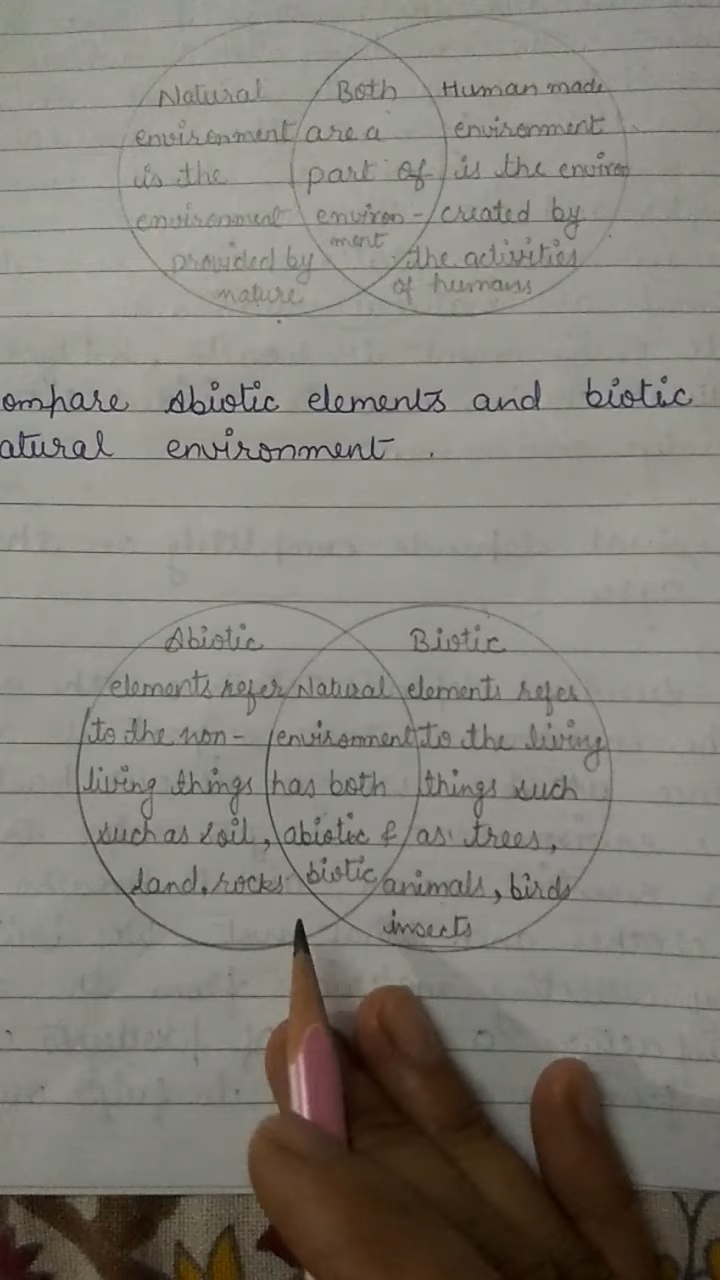 Natural
environment
is the
environment
provided by
nature
Both
are a
part of
environ-
ment
Human made
environment
is the environ
created by
the activities
of humans
ompare Abiotic elements and biotic
atural environment.
Abiotic
elements refer
to the non-
living things
such as soil,
land, rocks
Natural
environment
has both
abiotic &
biotic
Biotic
elements refer
to the living
things such
as trees,
animals, birds
insects